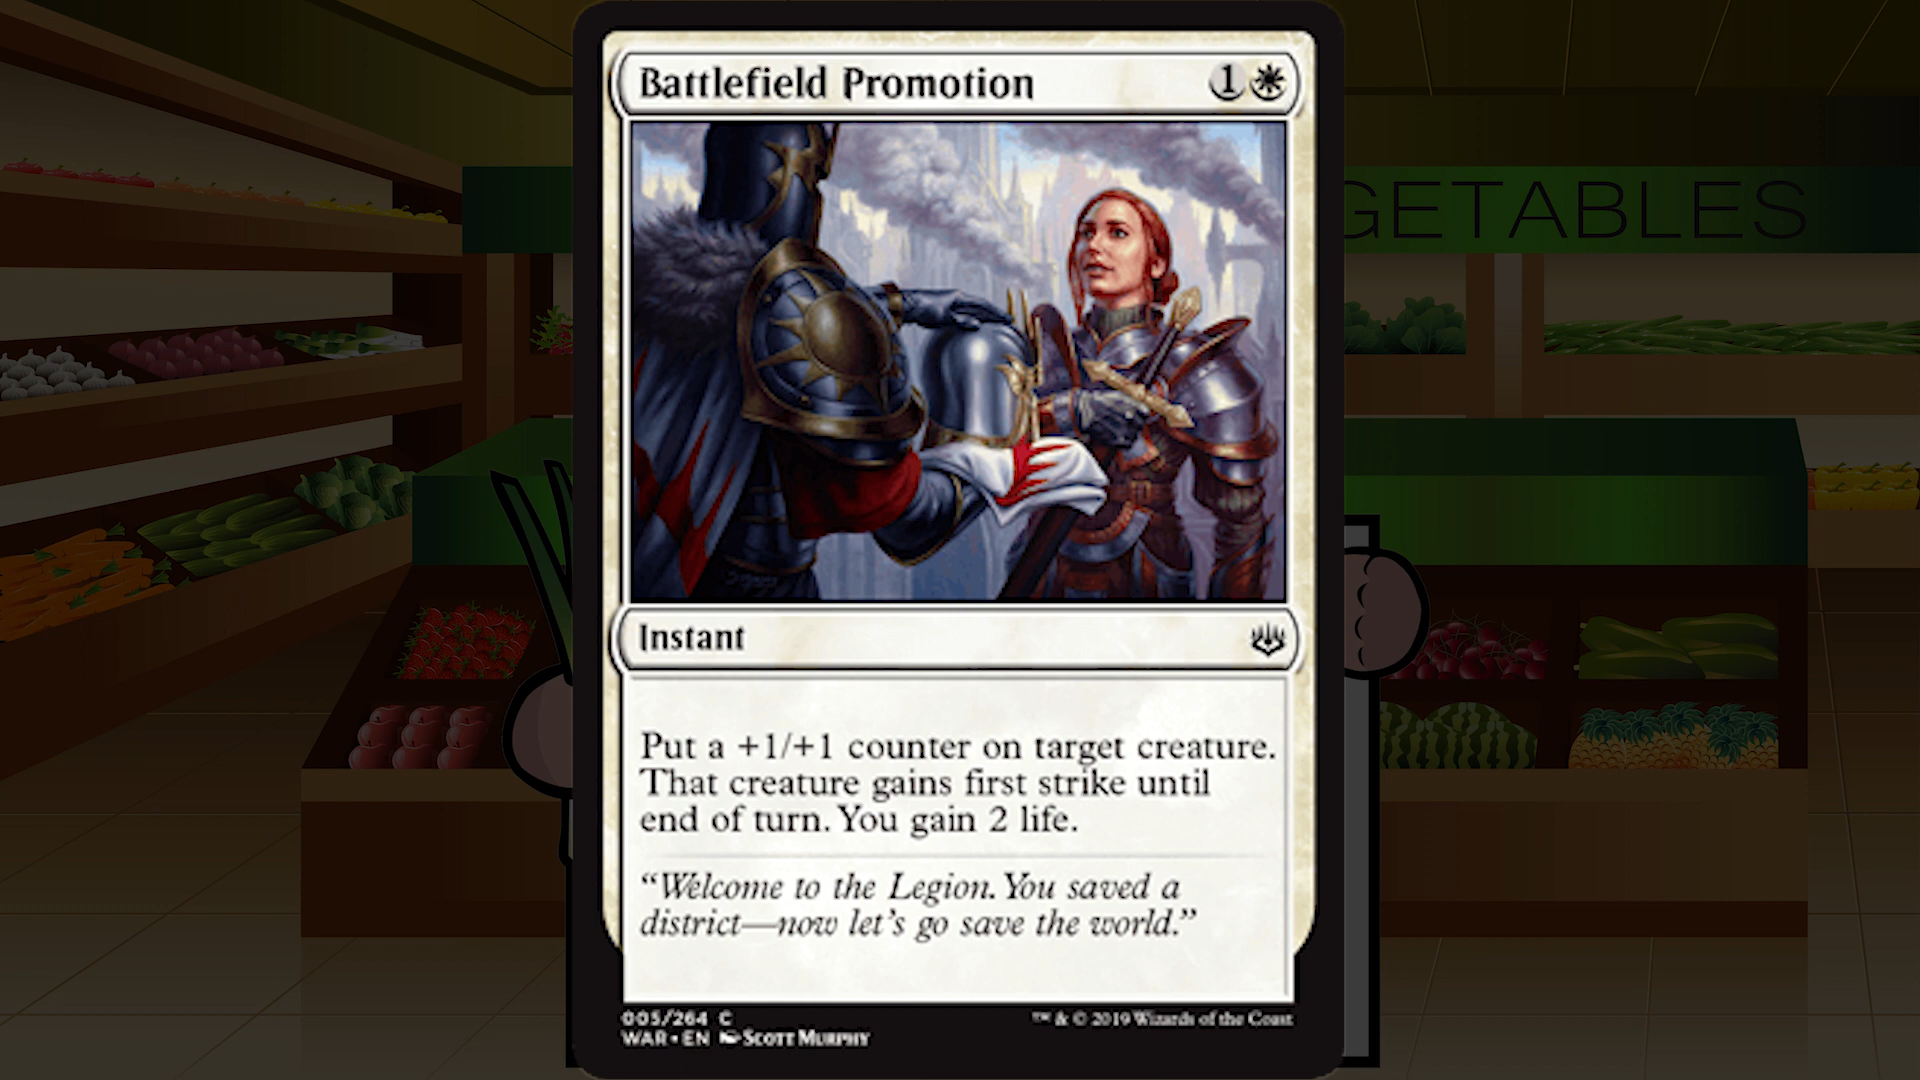 Battlefield Promotion 1
GETABLES
Instant
Put a +1/+1 counter on target creature.
That creature gains first strike until
end of turn. You gain 2 life.
“Welcome to the Legion. You saved a
district—now let’s go save the world.”
005/264 C
™ & © 2019 Wizards of the Coast
WAR • EN Scott Murphy